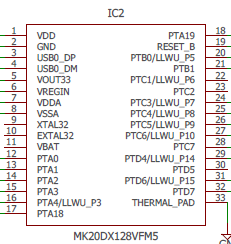 IC2
1 VDD PTA19 18
2 GND RESET_B 19
3 USB0_DP PTB0/LLWU_P5 20
4 USB0_DM PTB1 21
5 VOUT33 PTC1/LLWU_P6 22
6 VREGIN PTC2 23
7 VDDA PTC3/LLWU_P7 24
8 VSSA PTC4/LLWU_P8 25
9 XTAL32 PTC5/LLWU_P9 26
10 EXTAL32 PTC6/LLWU_P10 27
11 VBAT PTC7 28
12 PTA0 PTD4/LLWU_P14 29
13 PTA1 PTD5 30
14 PTA2 PTD6/LLWU_P15 31
15 PTA3 PTD7 32
16 PTA4/LLWU_P3 THERMAL_PAD 33
17 PTA18
MK20DX128VFM5